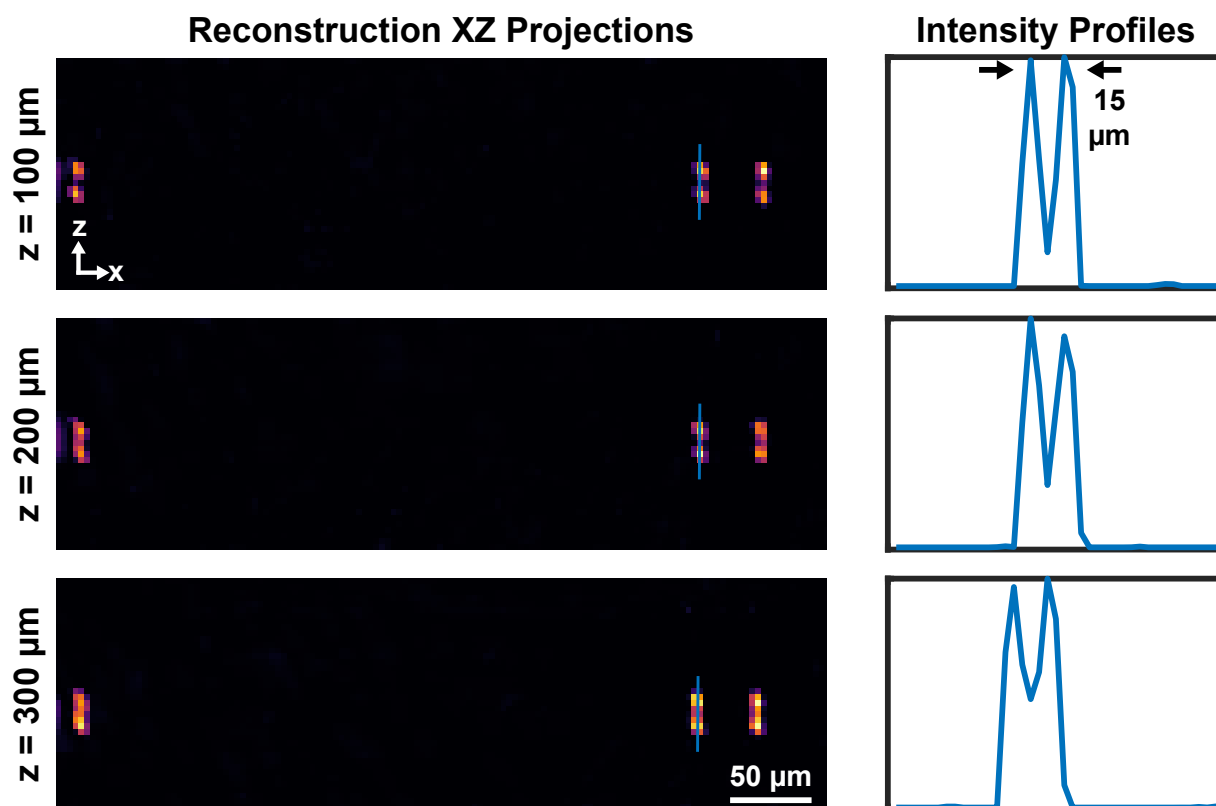 Reconstruction XZ Projections
Intensity Profiles
z = 100 µm
z
x
15
µm
z = 200 µm
z = 300 µm
50 µm